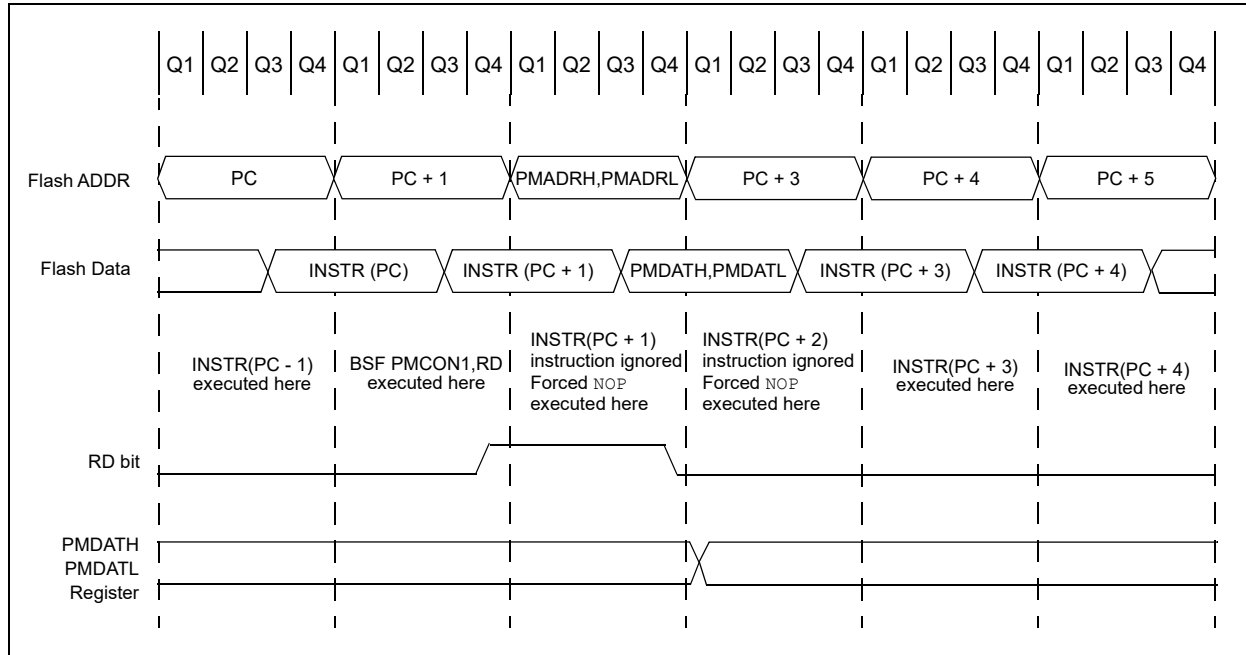 Q1 Q2 Q3 Q4 Q1 Q2 Q3 Q4 Q1 Q2 Q3 Q4 Q1 Q2 Q3 Q4 Q1 Q2 Q3 Q4 Q1 Q2 Q3 Q4
Flash ADDR PC PC + 1 PMADRH,PMADRL PC + 3 PC + 4 PC + 5
Flash Data INSTR (PC) INSTR (PC + 1) PMDATH,PMDATL INSTR (PC + 3) INSTR (PC + 4)
INSTR(PC - 1)
executed here
BSF PMCON1,RD
executed here
INSTR(PC + 1)
instruction ignored
Forced NOP
executed here
INSTR(PC + 2)
instruction ignored
Forced NOP
executed here
INSTR(PC + 3)
executed here
INSTR(PC + 4)
executed here
RD bit
PMDATH
PMDATL
Register